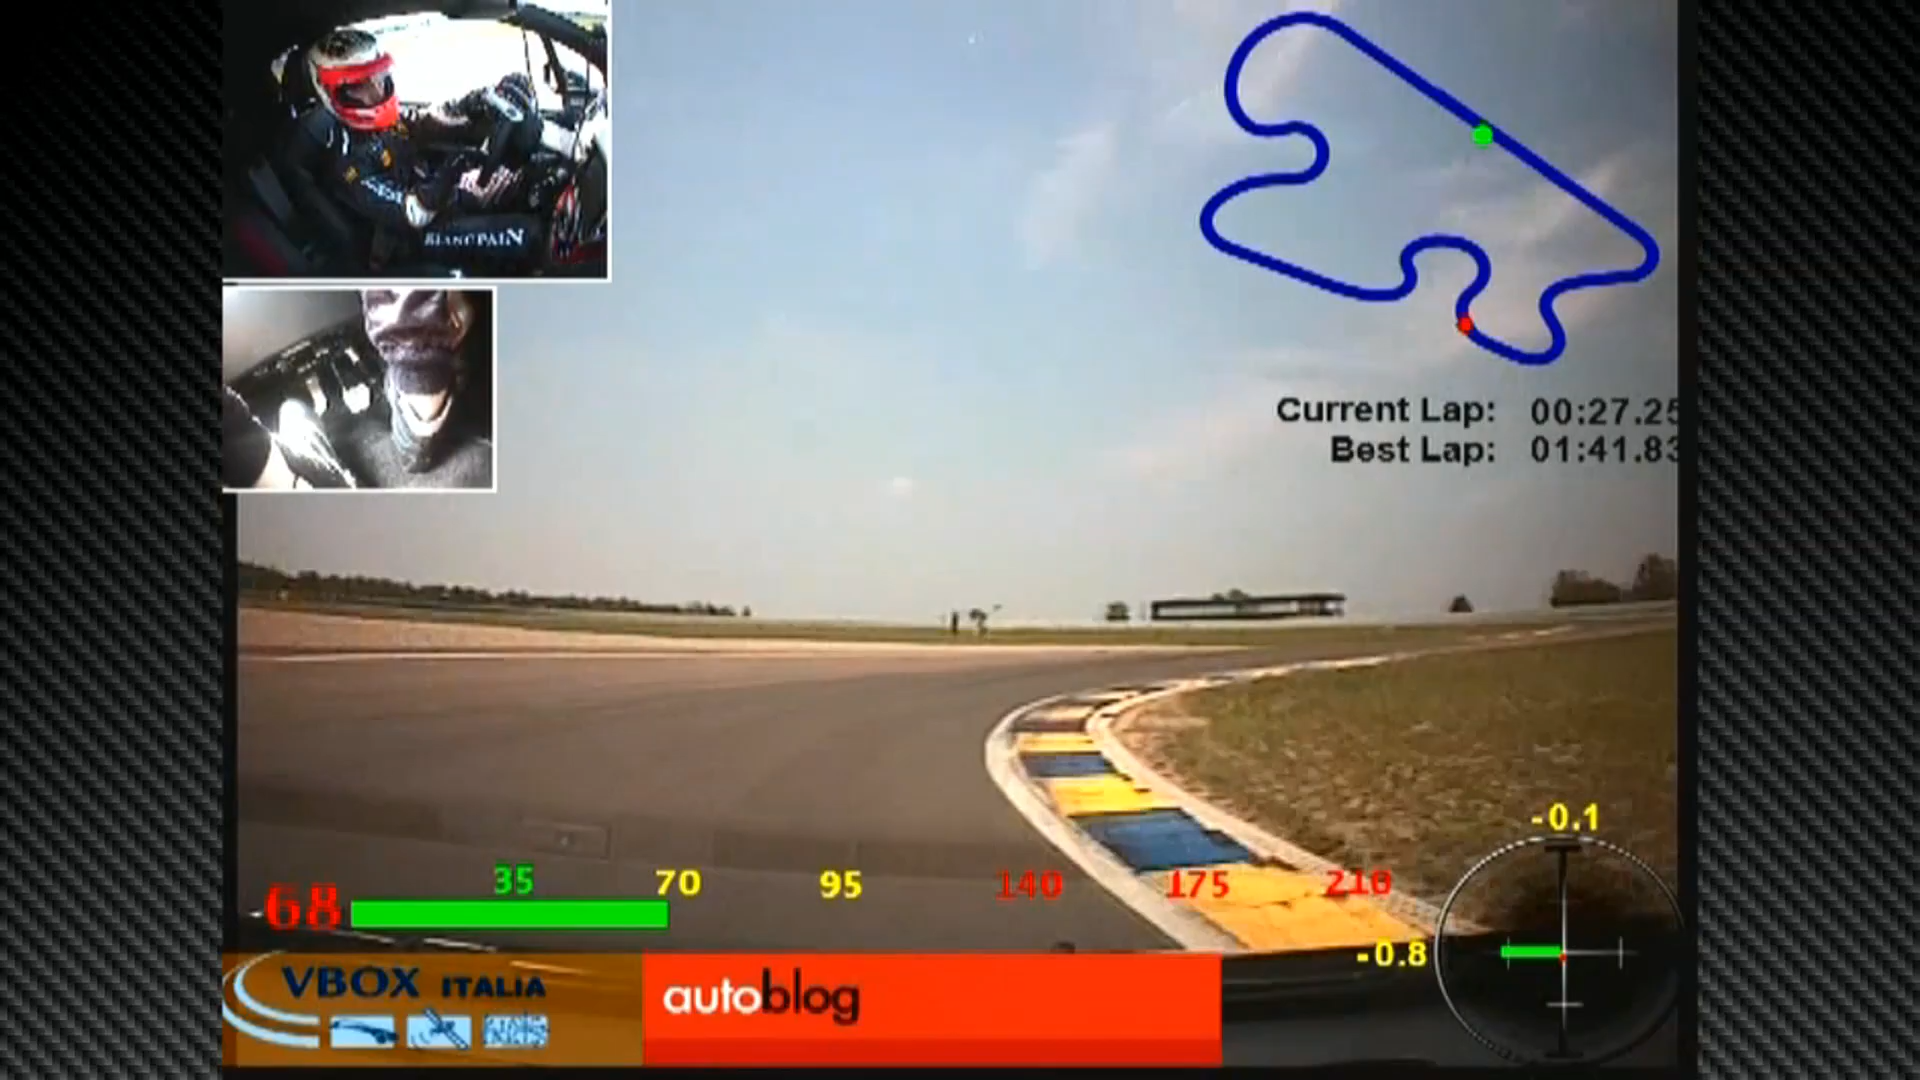 BLANCPAIN
Current Lap: 00:27.25
Best Lap: 01:41.83
-0.1
35 70 95 140 175 210
68
-0.8
VBOX ITALIA
autoblog